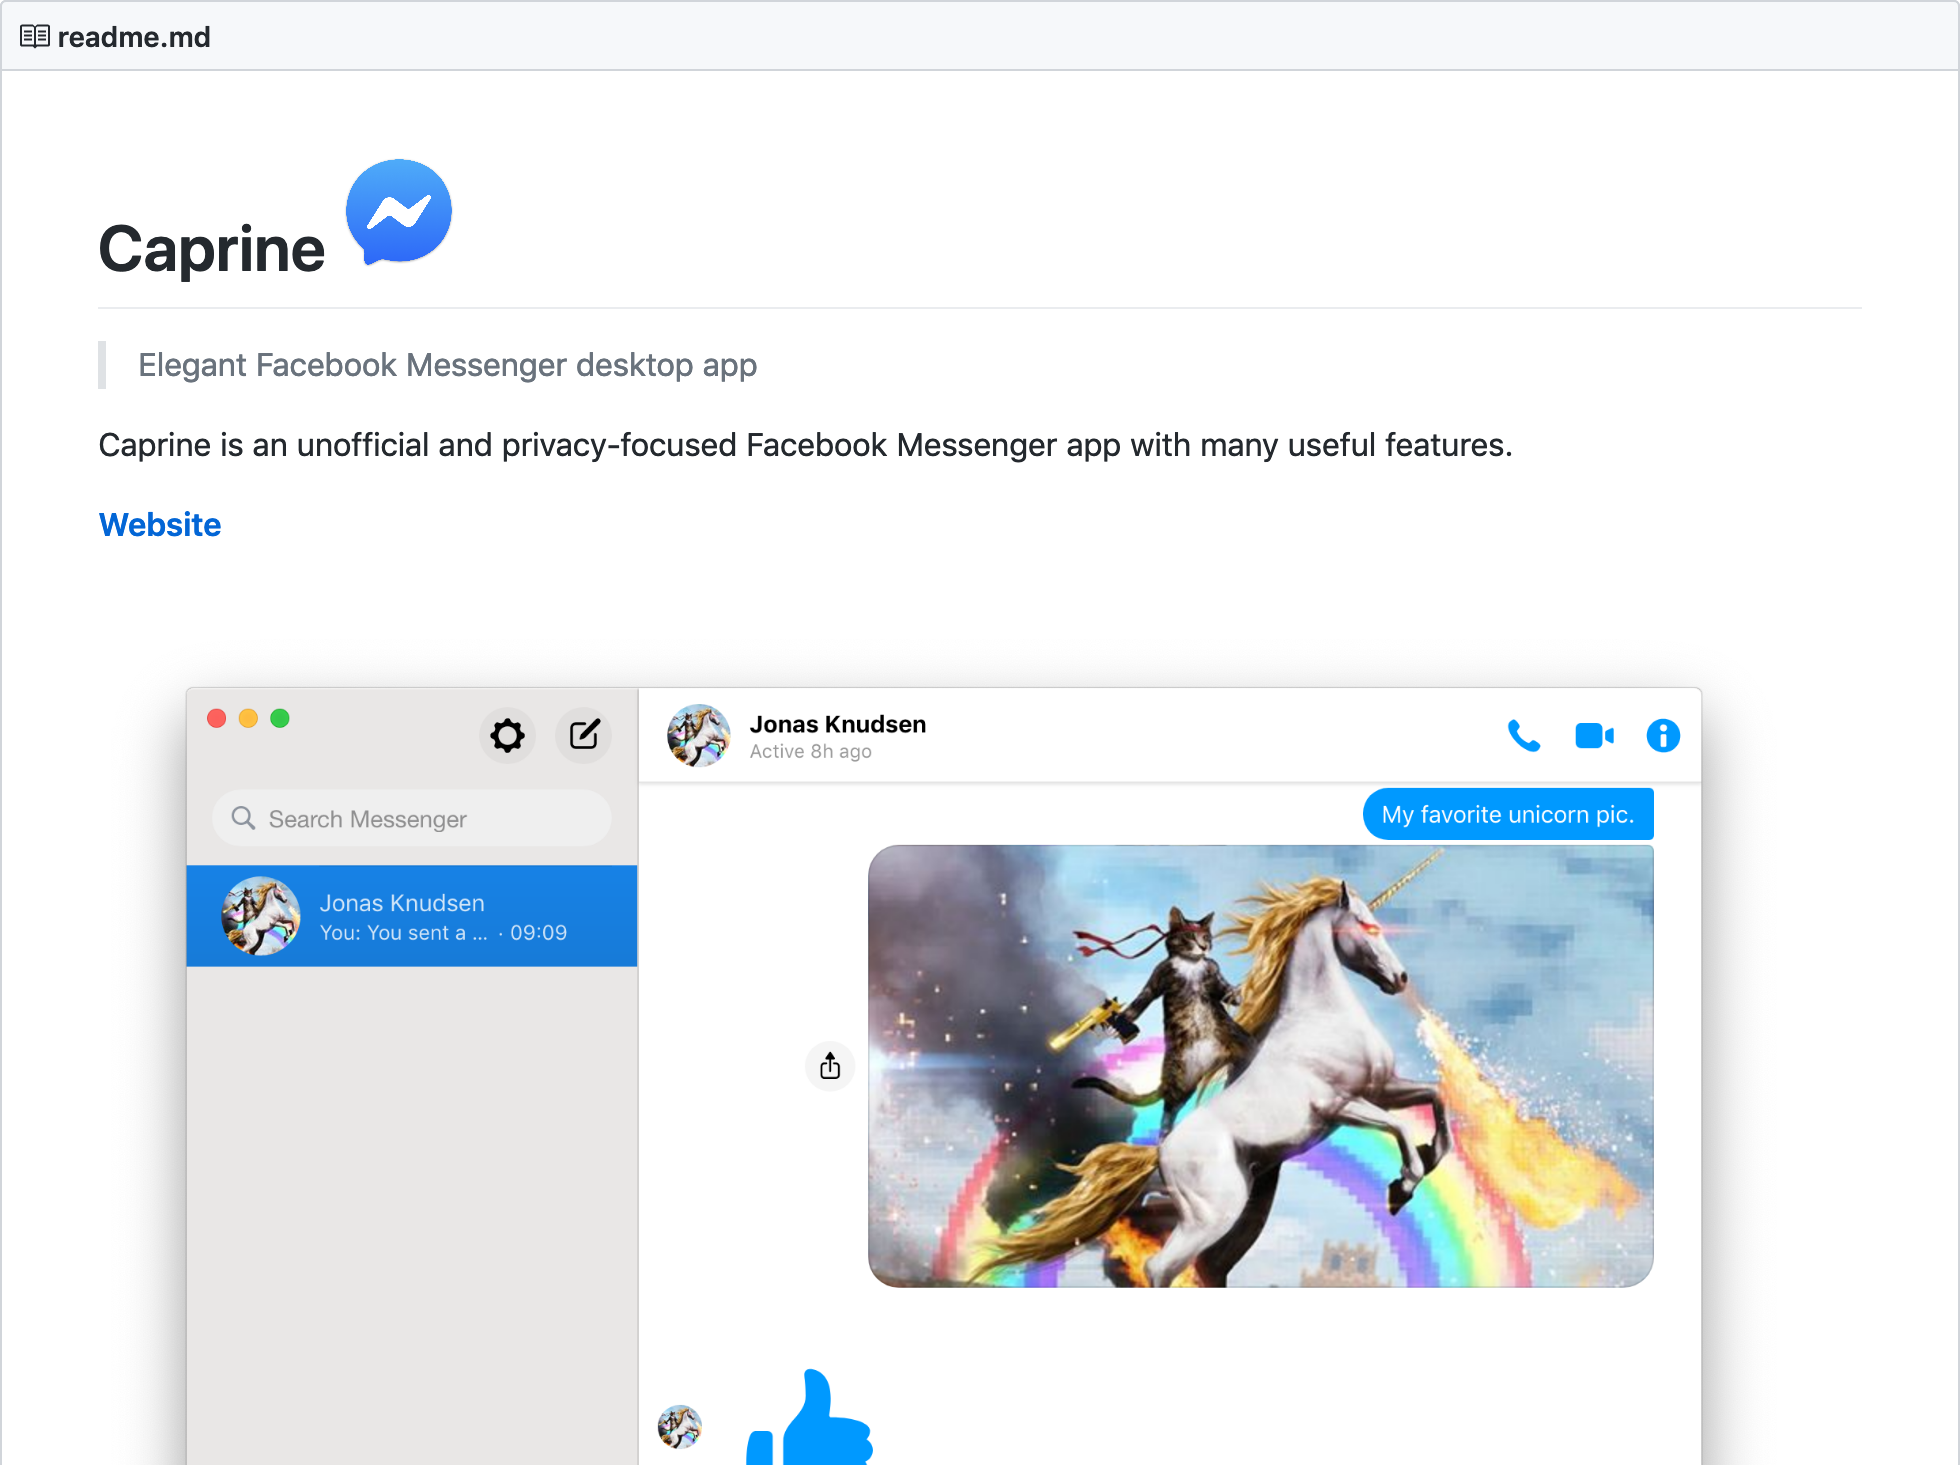 readme.md
Caprine
Elegant Facebook Messenger desktop app
Caprine is an unofficial and privacy-focused Facebook Messenger app with many useful features.
Website
Search Messenger
Jonas Knudsen
You: You sent a ... · 09:09
Jonas Knudsen
Active 8h ago
My favorite unicorn pic.